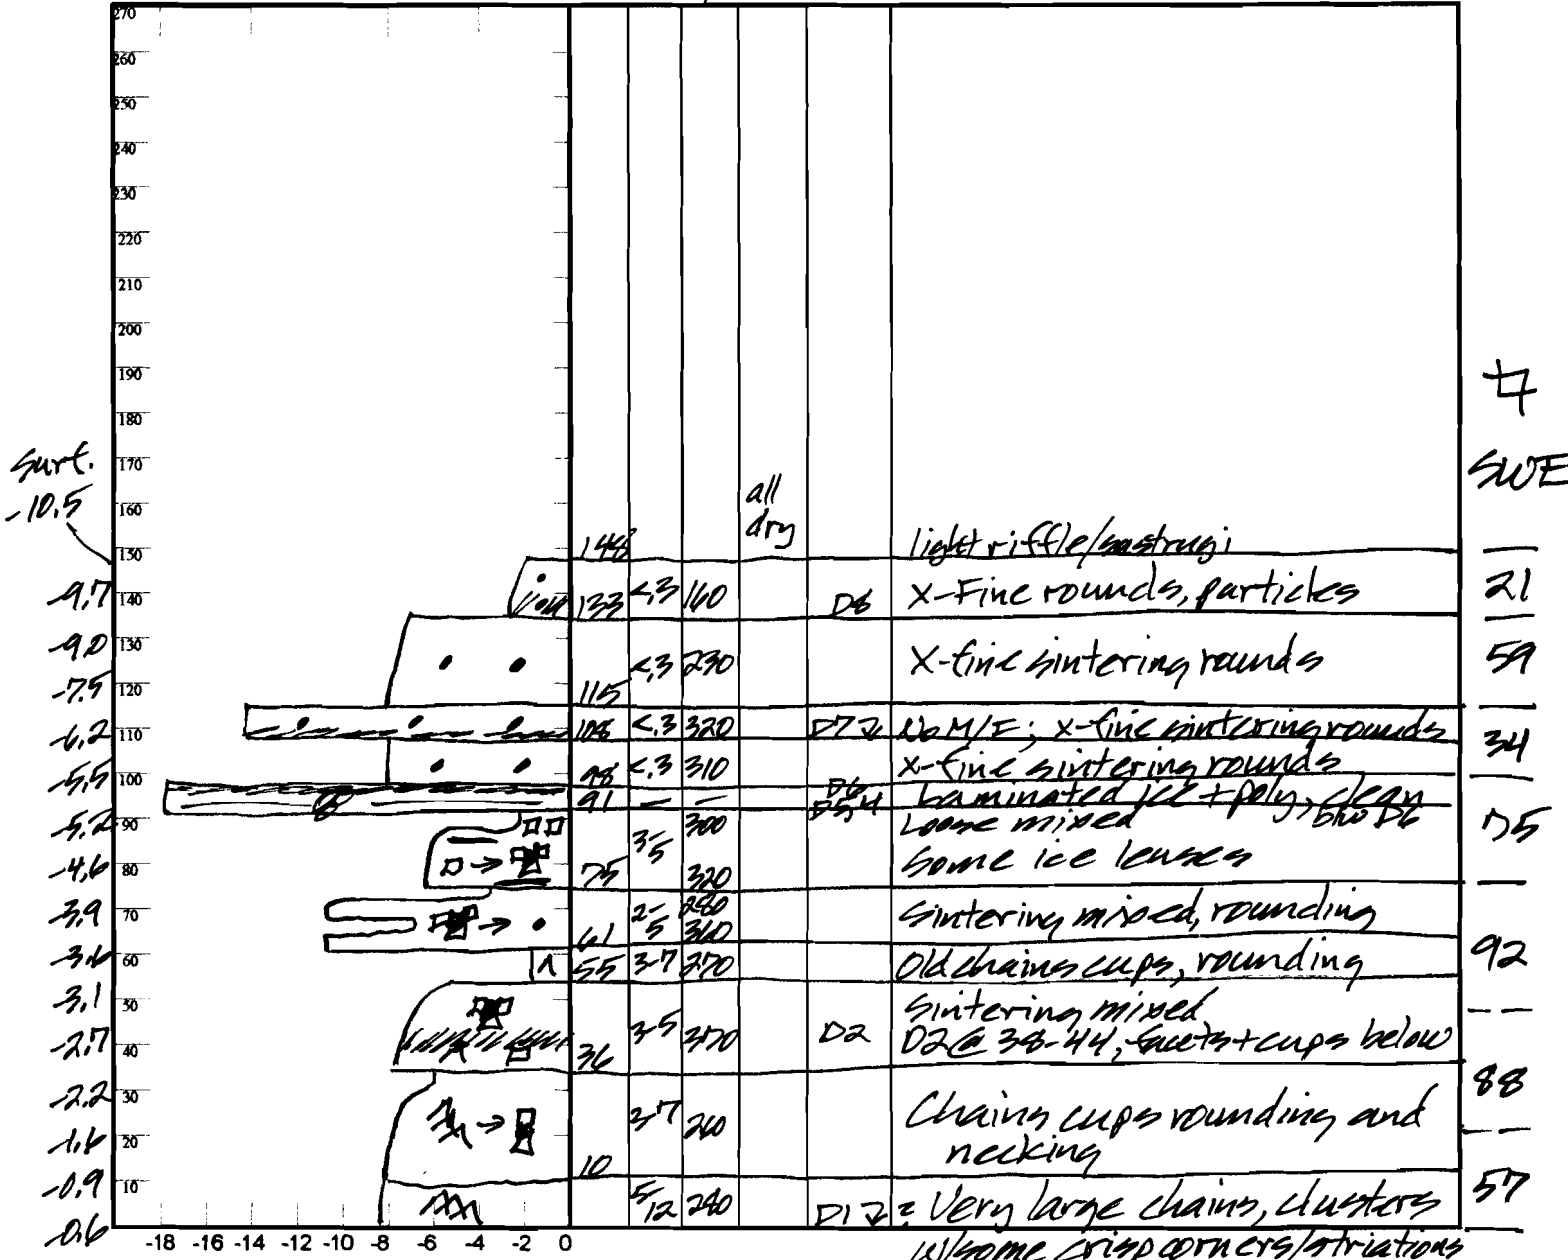 270
260
250
240
230
220
210
200
190
180
170
160
150
140
130
120
110
100
90
80
70
60
50
40
30
20
10
-18 -16 -14 -12 -10 -8 -6 -4 -2 0
Surf.
-10.5
-9.7
-9.0
-7.5
-6.2
-5.5
-5.2
-4.6
-3.9
-3.6
-3.1
-2.7
-2.2
-1.6
-0.9
-0.6
all
dry
SWE
148 light riffle/sastrugi
133 <.3 160 D8 X-Fine rounds, particles 21
115 <.3 230 X-fine sintering rounds 59
108 <.3 320 D7 No M/F; x-fine sintering rounds
98 <.3 310 x-fine sintering rounds 34
91 — — D6 Laminated ice + poly, clean
D5,4 blw D6
300 Loose mixed 75
75 3-5 320 Some ice lenses
61 2-5 280 360 Sintering mixed, rounding
55 3-7 270 Old chains cups, rounding 92
Sintering mixed
36 3-5 370 D2 D2 @ 38-44, facets + cups below
88
10 3-7 260 Chains cups rounding and
necking
5/12 280 D1 ? Very large chains, clusters 57
w/some crisp corners/striations